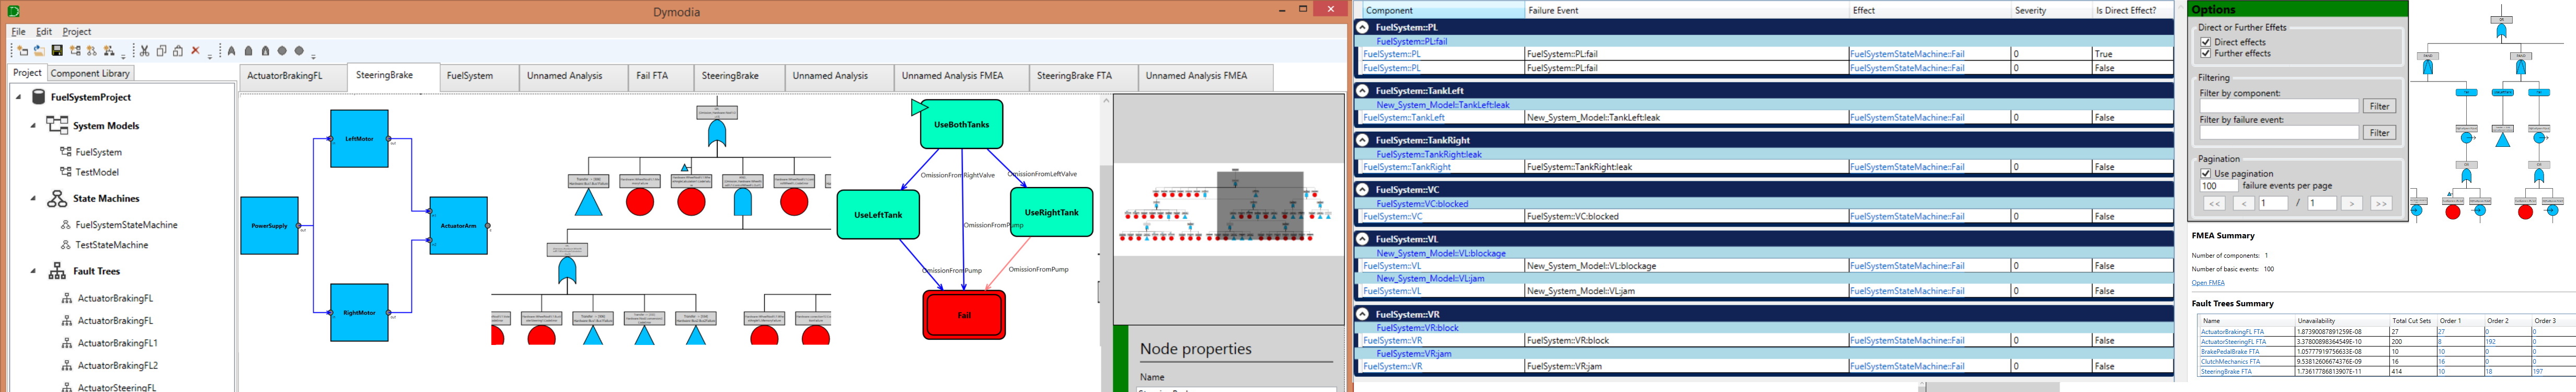 Dymodia
File Edit Project
Project Component Library
FuelSystemProject
System Models
FuelSystem
TestModel
State Machines
FuelSystemStateMachine
TestStateMachine
Fault Trees
ActuatorBrakingFL
ActuatorBrakingFL
ActuatorBrakingFL1
ActuatorBrakingFL2
ActuatorSteeringFL
ActuatorBrakingFL SteeringBrake FuelSystem Unnamed Analysis Fail FTA SteeringBrake Unnamed Analysis Unnamed Analysis FMEA SteeringBrake FTA Unnamed Analysis FMEA
LeftMotor
PowerSupply
ActuatorArm
RightMotor
UseBothTanks
OmissionFromRightValve
OmissionFromLeftValve
UseLeftTank
UseRightTank
OmissionFromPump
OmissionFromPump
OmissionFromPump
Fail
Node properties
Name
Component Failure Event Effect Severity Is Direct Effect?
FuelSystem::PL
FuelSystem::PL:fail
FuelSystem::PL FuelSystem::PL:fail FuelSystemStateMachine::Fail 0 True
FuelSystem::PL FuelSystem::PL:fail FuelSystemStateMachine::Fail 0 False
FuelSystem::TankLeft
New_System_Model::TankLeft:leak
FuelSystem::TankLeft New_System_Model::TankLeft:leak FuelSystemStateMachine::Fail 0 False
FuelSystem::TankRight
FuelSystem::TankRight:leak
FuelSystem::TankRight FuelSystem::TankRight:leak FuelSystemStateMachine::Fail 0 False
FuelSystem::VC
FuelSystem::VC:blocked
FuelSystem::VC FuelSystem::VC:blocked FuelSystemStateMachine::Fail 0 False
FuelSystem::VL
New_System_Model::VL:blockage
FuelSystem::VL New_System_Model::VL:blockage FuelSystemStateMachine::Fail 0 False
New_System_Model::VL:jam
FuelSystem::VL New_System_Model::VL:jam FuelSystemStateMachine::Fail 0 False
FuelSystem::VR
FuelSystem::VR:block
FuelSystem::VR FuelSystem::VR:block FuelSystemStateMachine::Fail 0 False
FuelSystem::VR:jam
FuelSystem::VR FuelSystem::VR:jam FuelSystemStateMachine::Fail 0 False
Options
Direct or Further Effets
Direct effects
Further effects
Filtering
Filter by component:
Filter
Filter by failure event:
Filter
Pagination
Use pagination
100 failure events per page
<< < 1 / 1 > >>
FMEA Summary
Number of components: 1
Number of basic events: 100
Open FMEA
Fault Trees Summary
Name Unavailability Total Cut Sets Order 1 Order 2 Order 3
ActuatorBrakingFL FTA 1.87390087891259E-08 27 27 0 0
ActuatorSteeringFL FTA 3.37800898364549E-10 200 8 192 0
BrakePedalBrake FTA 1.05777919756633E-08 10 10 0 0
ClutchMechanics FTA 9.53812606674376E-09 16 16 0 0
SteeringBrake FTA 1.73617786813907E-11 414 10 18 197